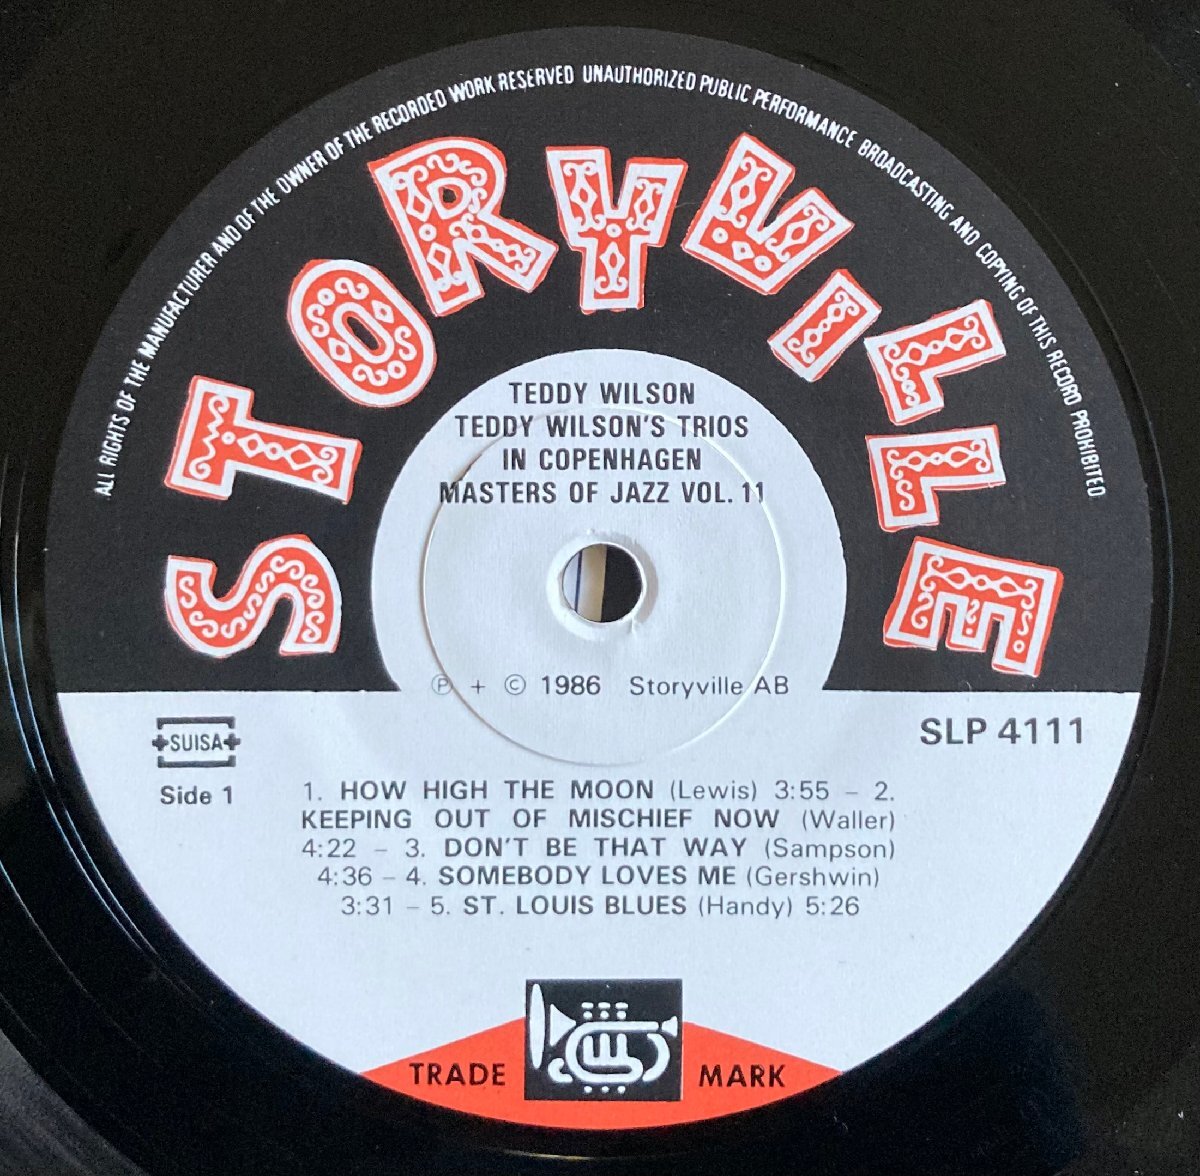 ALL RIGHTS OF THE MANUFACTURER AND OF THE OWNER OF THE RECORDED WORK RESERVED UNAUTHORIZED PUBLIC PERFORMANCE BROADCASTING AND COPYING OF THIS RECORD PROHIBITED
STORYVILLE
TEDDY WILSON
TEDDY WILSON'S TRIOS
IN COPENHAGEN
MASTERS OF JAZZ VOL. 11
℗ + © 1986 Storyville AB
SUISA
SLP 4111
Side 1
1. HOW HIGH THE MOON (Lewis) 3:55 – 2.
KEEPING OUT OF MISCHIEF NOW (Waller)
4:22 – 3. DON'T BE THAT WAY (Sampson)
4:36 – 4. SOMEBODY LOVES ME (Gershwin)
3:31 – 5. ST. LOUIS BLUES (Handy) 5:26
TRADE MARK